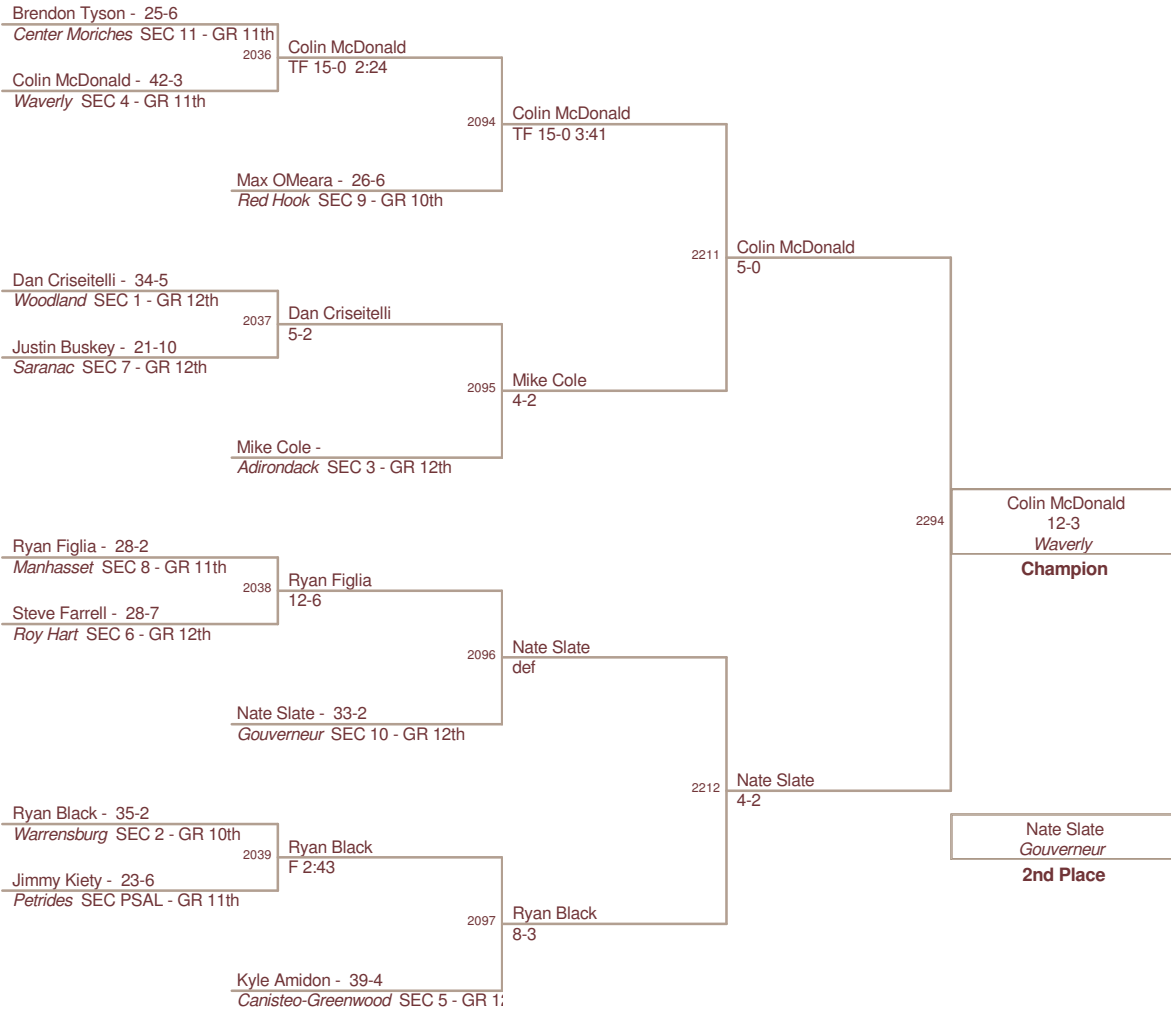 Brendon Tyson - 25-6
Center Moriches SEC 11 - GR 11th
2036
Colin McDonald
TF 15-0 2:24
Colin McDonald - 42-3
Waverly SEC 4 - GR 11th
2094
Colin McDonald
TF 15-0 3:41
Max OMeara - 26-6
Red Hook SEC 9 - GR 10th
2211
Colin McDonald
5-0
Dan Criseitelli - 34-5
Woodland SEC 1 - GR 12th
2037
Dan Criseitelli
5-2
Justin Buskey - 21-10
Saranac SEC 7 - GR 12th
2095
Mike Cole
4-2
Mike Cole -
Adirondack SEC 3 - GR 12th
2294
Colin McDonald
12-3
Waverly
Champion
Ryan Figlia - 28-2
Manhasset SEC 8 - GR 11th
2038
Ryan Figlia
12-6
Steve Farrell - 28-7
Roy Hart SEC 6 - GR 12th
2096
Nate Slate
def
Nate Slate - 33-2
Gouverneur SEC 10 - GR 12th
2212
Nate Slate
4-2
Ryan Black - 35-2
Warrensburg SEC 2 - GR 10th
2039
Ryan Black
F 2:43
Jimmy Kiety - 23-6
Petrides SEC PSAL - GR 11th
2097
Ryan Black
8-3
Kyle Amidon - 39-4
Canisteo-Greenwood SEC 5 - GR
Nate Slate
Gouverneur
2nd Place